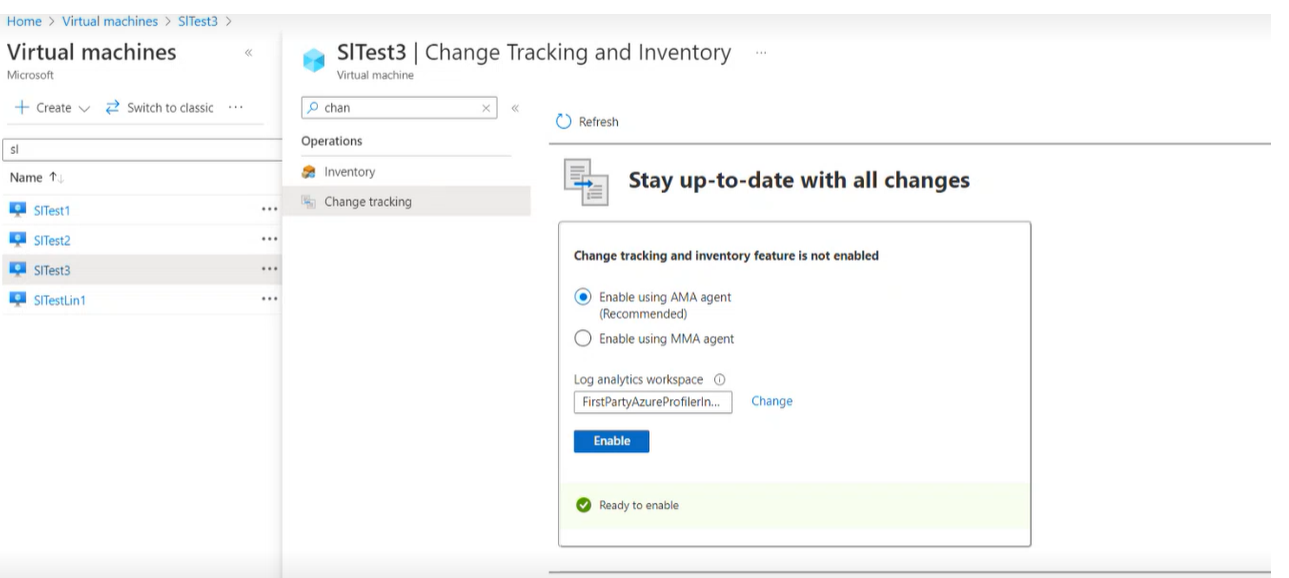 Home > Virtual machines > SlTest3 >
Virtual machines «
Microsoft
+ Create Switch to classic ...
sl
Name ↑↓
SlTest1 ...
SlTest2 ...
SlTest3 ...
SlTestLin1 ...
SlTest3 | Change Tracking and Inventory ...
Virtual machine
chan × «
Operations
Inventory
Change tracking
Refresh
Stay up-to-date with all changes
Change tracking and inventory feature is not enabled
Enable using AMA agent
(Recommended)
Enable using MMA agent
Log analytics workspace
FirstPartyAzureProfilerIn... Change
Enable
Ready to enable